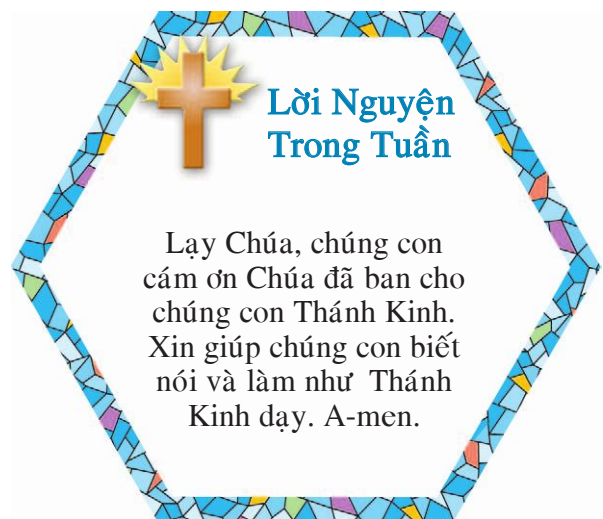 Lời Nguyện
Trong Tuần
Lạy Chúa, chúng con
cám ơn Chúa đã ban cho
chúng con Thánh Kinh.
Xin giúp chúng con biết
nói và làm như Thánh
Kinh dạy. A-men.